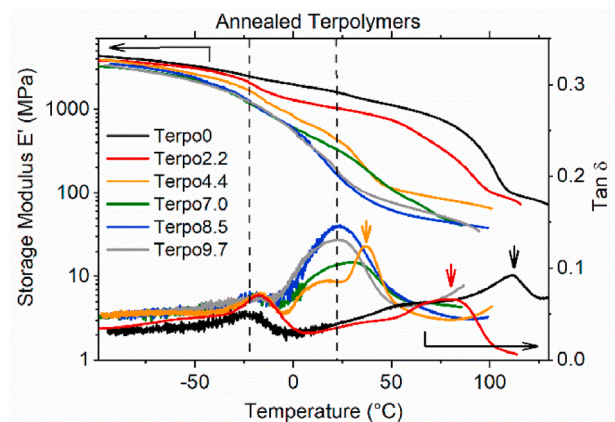 Annealed Terpolymers
Storage Modulus E' (MPa)
1000
100
10
1
Terpo0
Terpo2.2
Terpo4.4
Terpo7.0
Terpo8.5
Terpo9.7
0.3
0.2
0.1
0.0
Tan δ
-50
0
50
100
Temperature (°C)